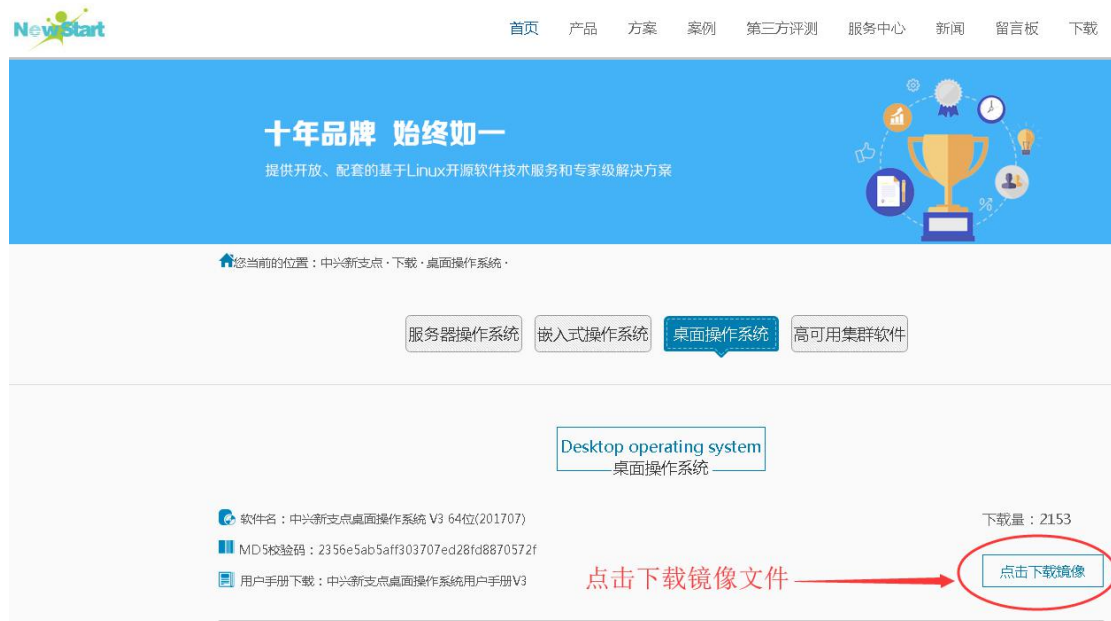 NewStart
首页 产品 方案 案例 第三方评测 服务中心 新闻 留言板 下载
十年品牌 始终如一
提供开放、配套的基于Linux开源软件技术服务和专家级解决方案
您当前的位置：中兴新支点·下载·桌面操作系统·
服务器操作系统 嵌入式操作系统 桌面操作系统 高可用集群软件
Desktop operating system
桌面操作系统
软件名：中兴新支点桌面操作系统 V3 64位(201707)
下载量：2153
MD5校验码：2356e5ab5aff303707ed28fd8870572f
用户手册下载：中兴新支点桌面操作系统用户手册V3
点击下载镜像文件
点击下载镜像